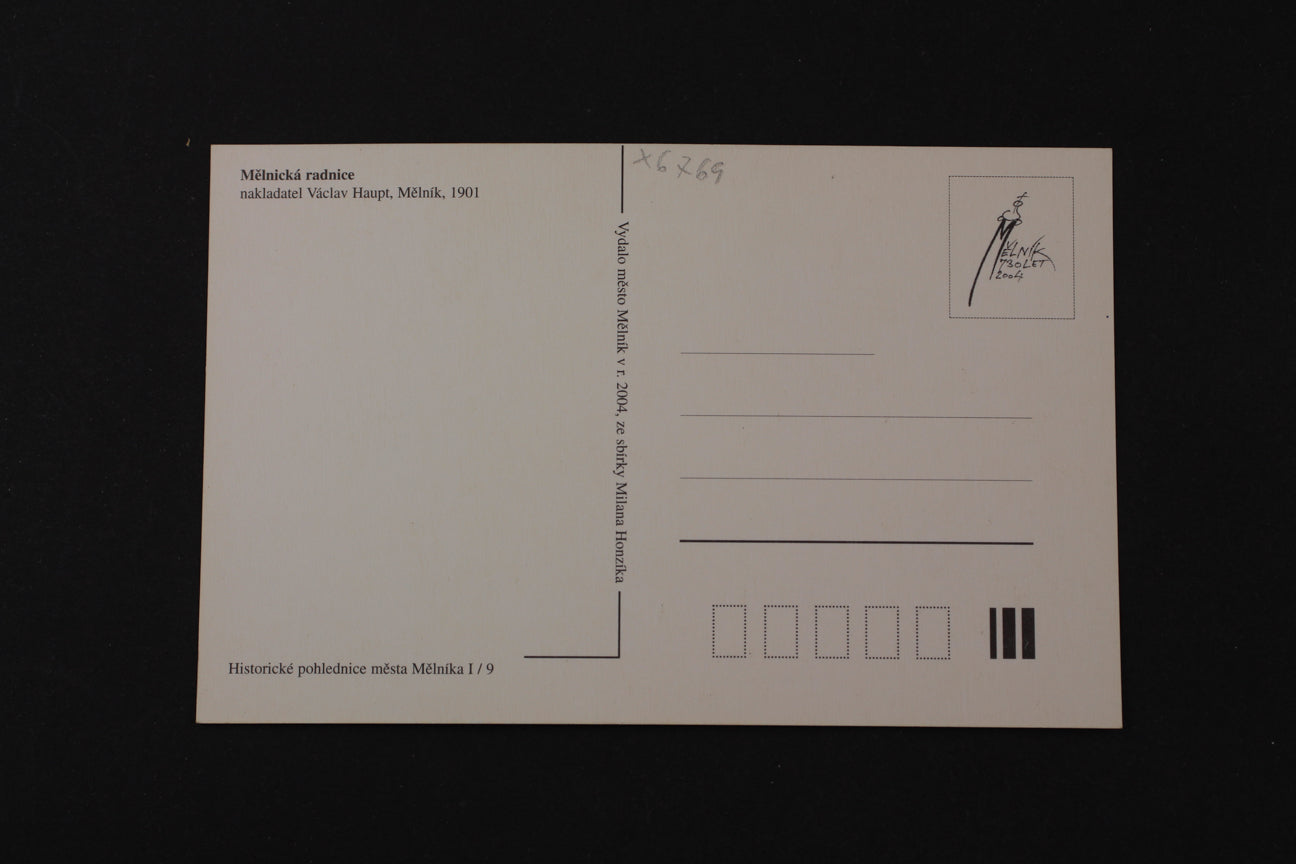 Mělnická radnice
nakladatel Václav Haupt, Mělník, 1901
Historické pohlednice města Mělníka I / 9
Vydalo město Mělník v r. 2004, ze sbírky Milana Honzíka
x6769
MĚLNÍK
730 LET
2004